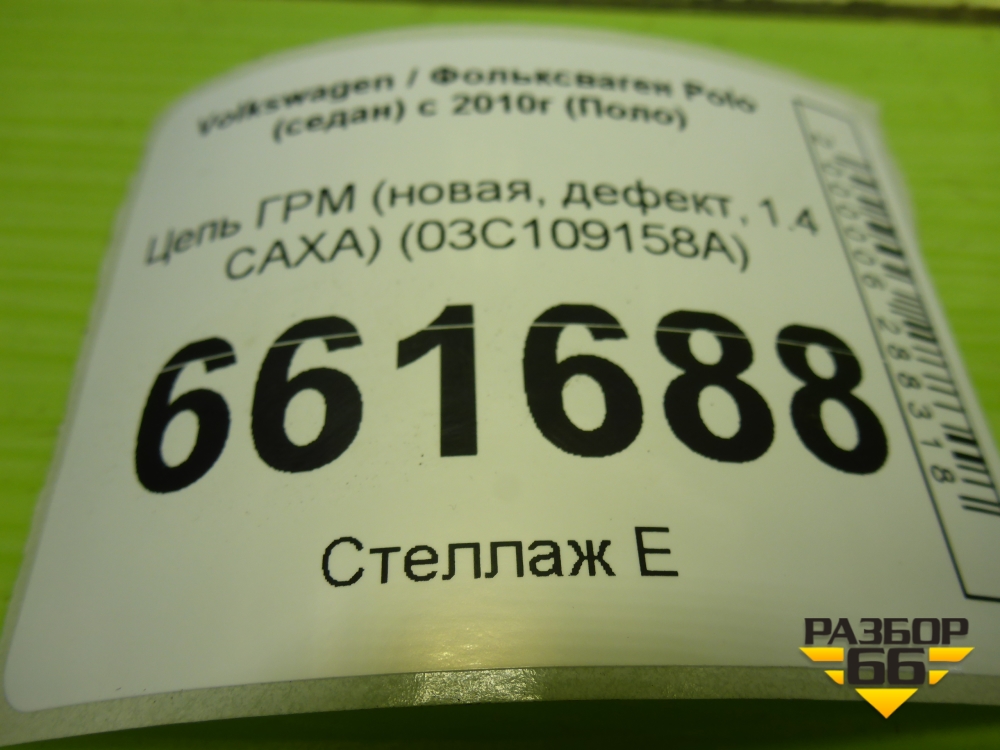 Volkswagen / Фольксваген Polo
(седан) с 2010г (Поло)
Цепь ГРМ (новая, дефект, 1.4
CAXA) (03C109158A)
661688
Стеллаж E
РАЗБОР
66